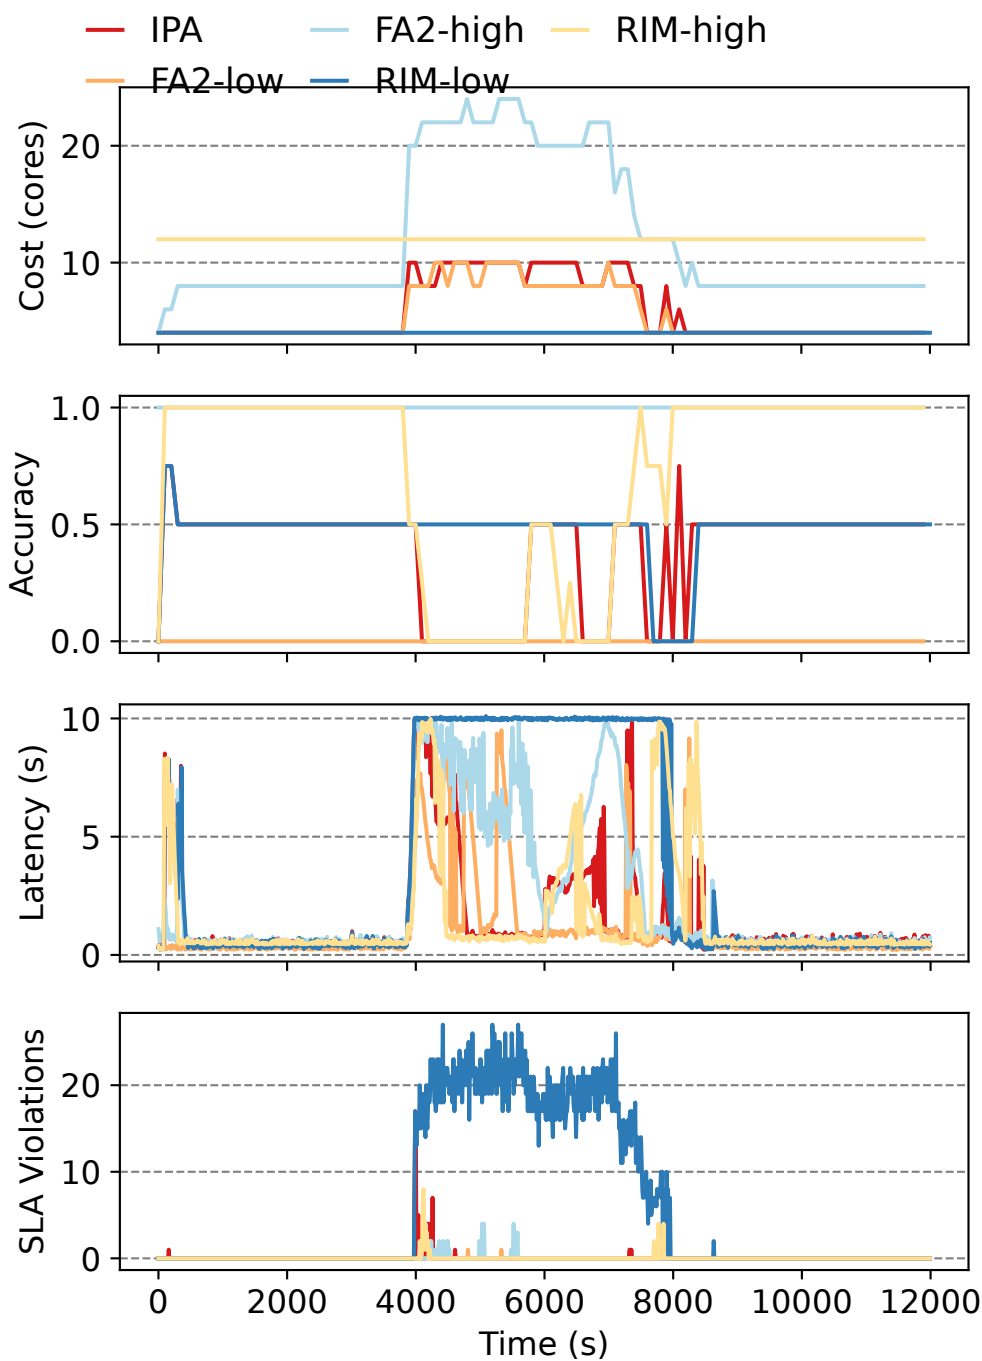 IPA FA2-high RIM-high
FA2-low RIM-low
Cost (cores)
20
10
Accuracy
1.0
0.5
0.0
Latency (s)
10
5
0
SLA Violations
20
10
0
0 2000 4000 6000 8000 10000 12000
Time (s)